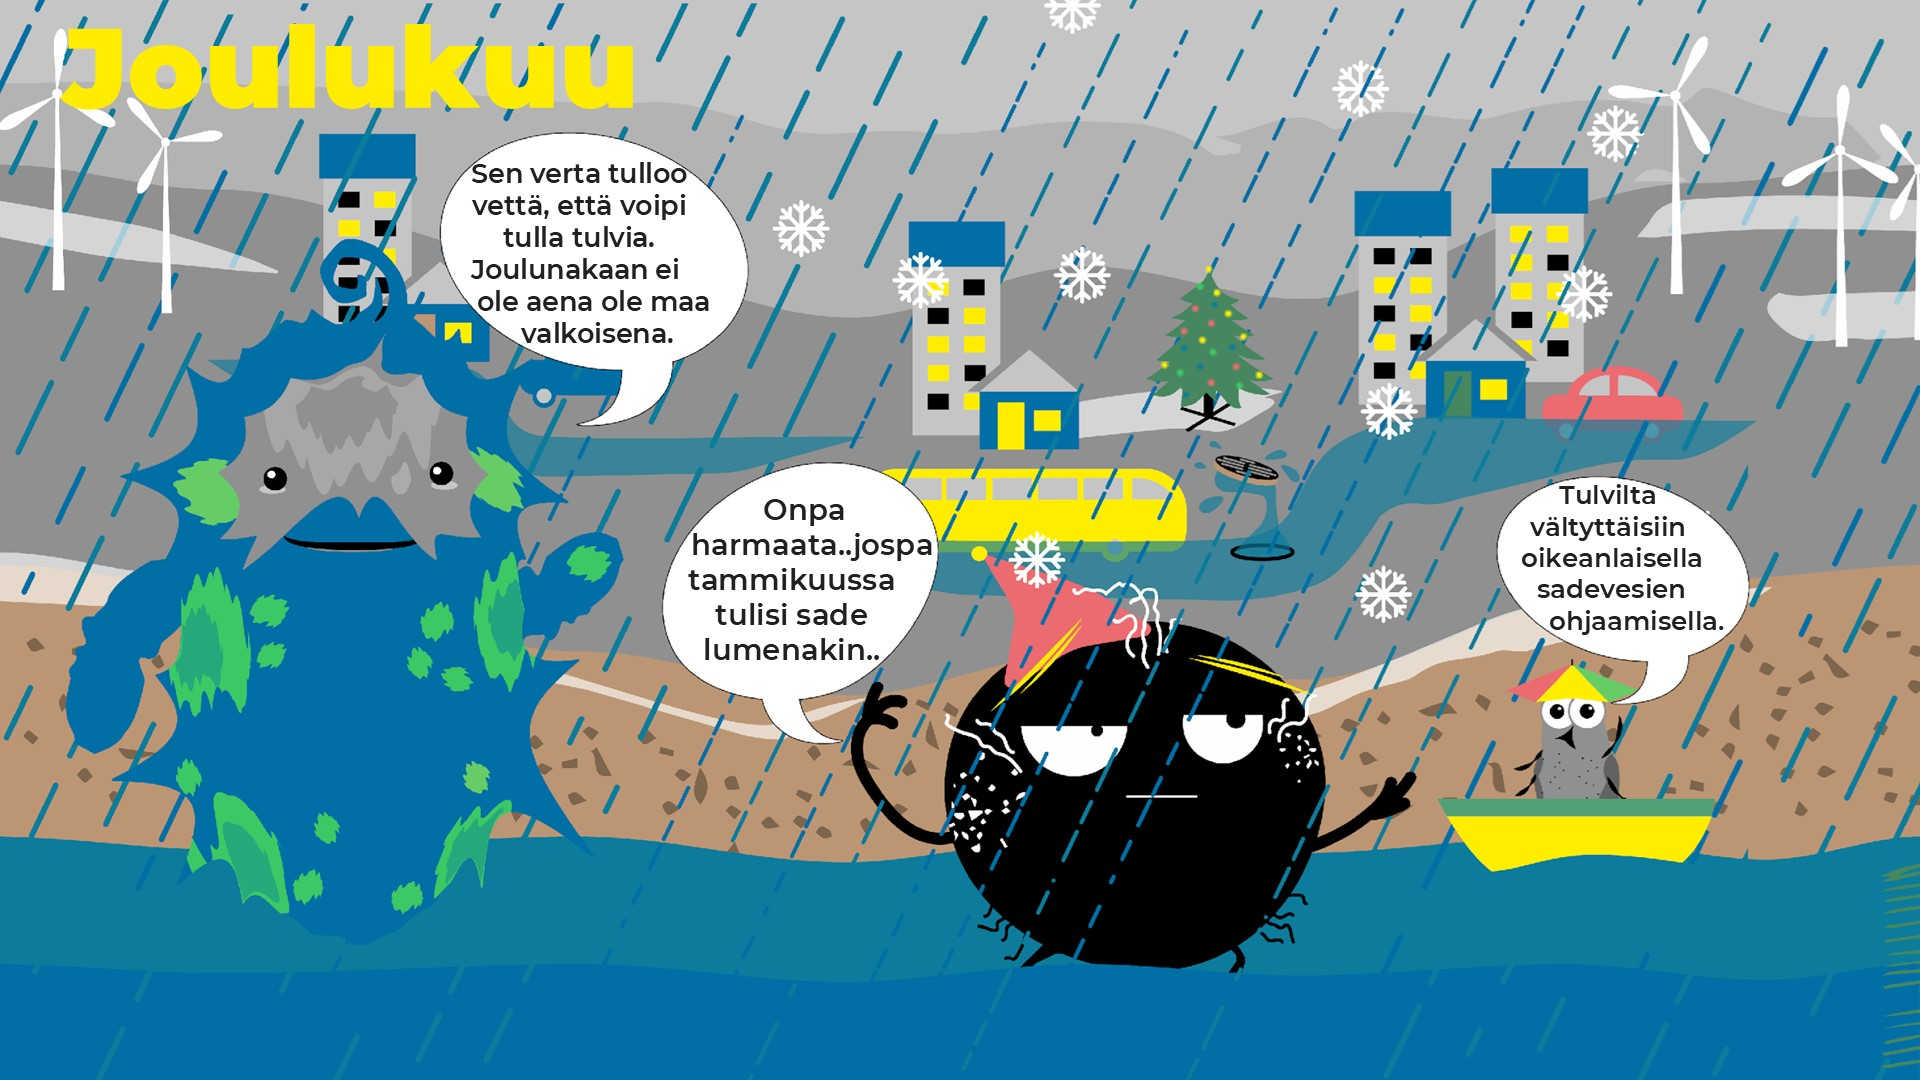 Joulukuu
Sen verta tulloo
vettä, että voipi
tulla tulvia.
Joulunakaan ei
ole aena ole maa
valkoisena.
Onpa
harmaata..jospa
tammikuussa
tulisi sade
lumenakin..
Tulvilta
vältyttäisiin
oikeanlaisella
sadevesien
ohjaamisella.